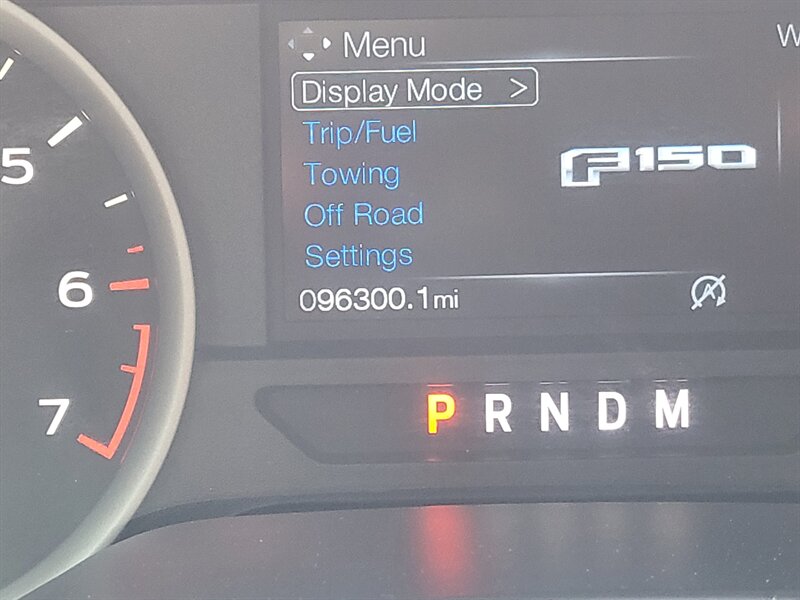 Menu
W
Display Mode >
Trip/Fuel
F150
Towing
Off Road
Settings
096300.1mi
A
5
6
7
P R N D M